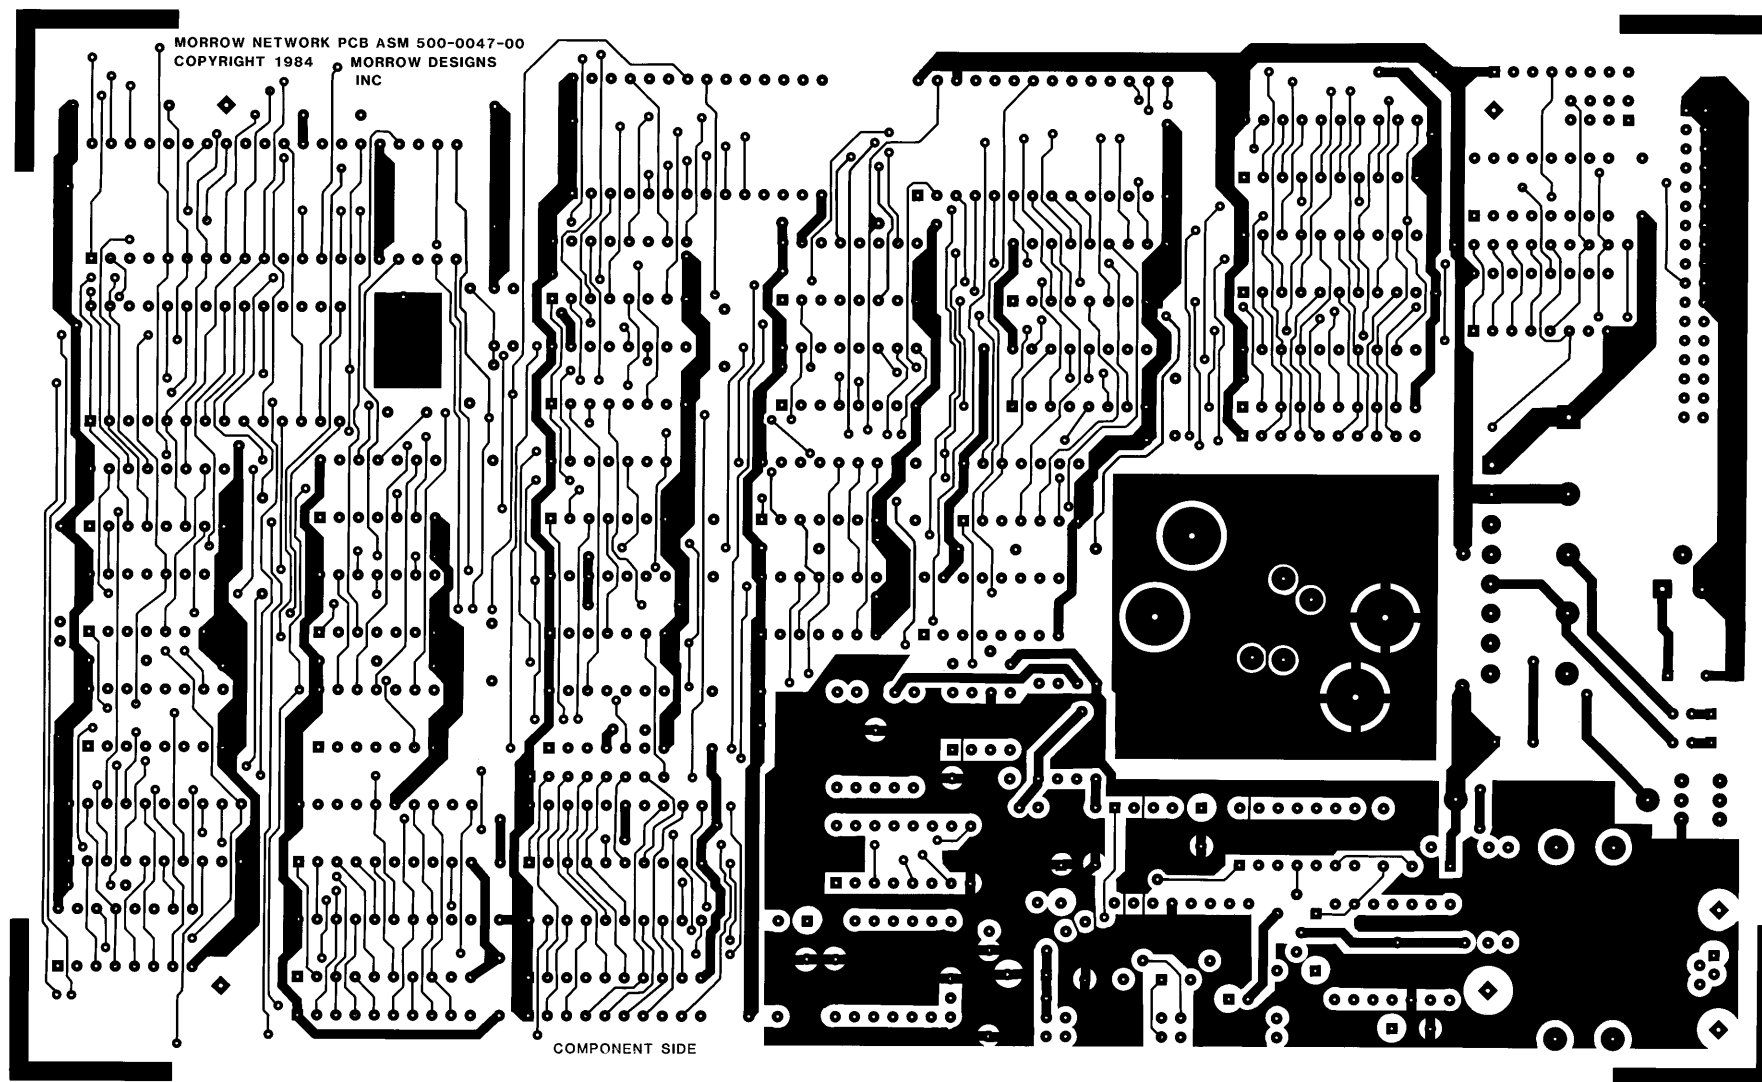 MORROW NETWORK PCB ASM 500-0047-00
COPYRIGHT 1984 MORROW DESIGNS
INC
COMPONENT SIDE